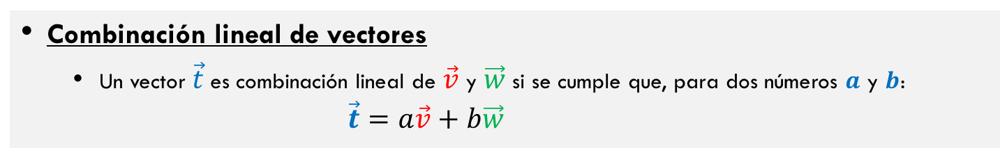 • Combinación lineal de vectores
• Un vector t⃗ es combinación lineal de v⃗ y w⃗ si se cumple que, para dos números a y b:
t⃗ = av⃗ + bw⃗